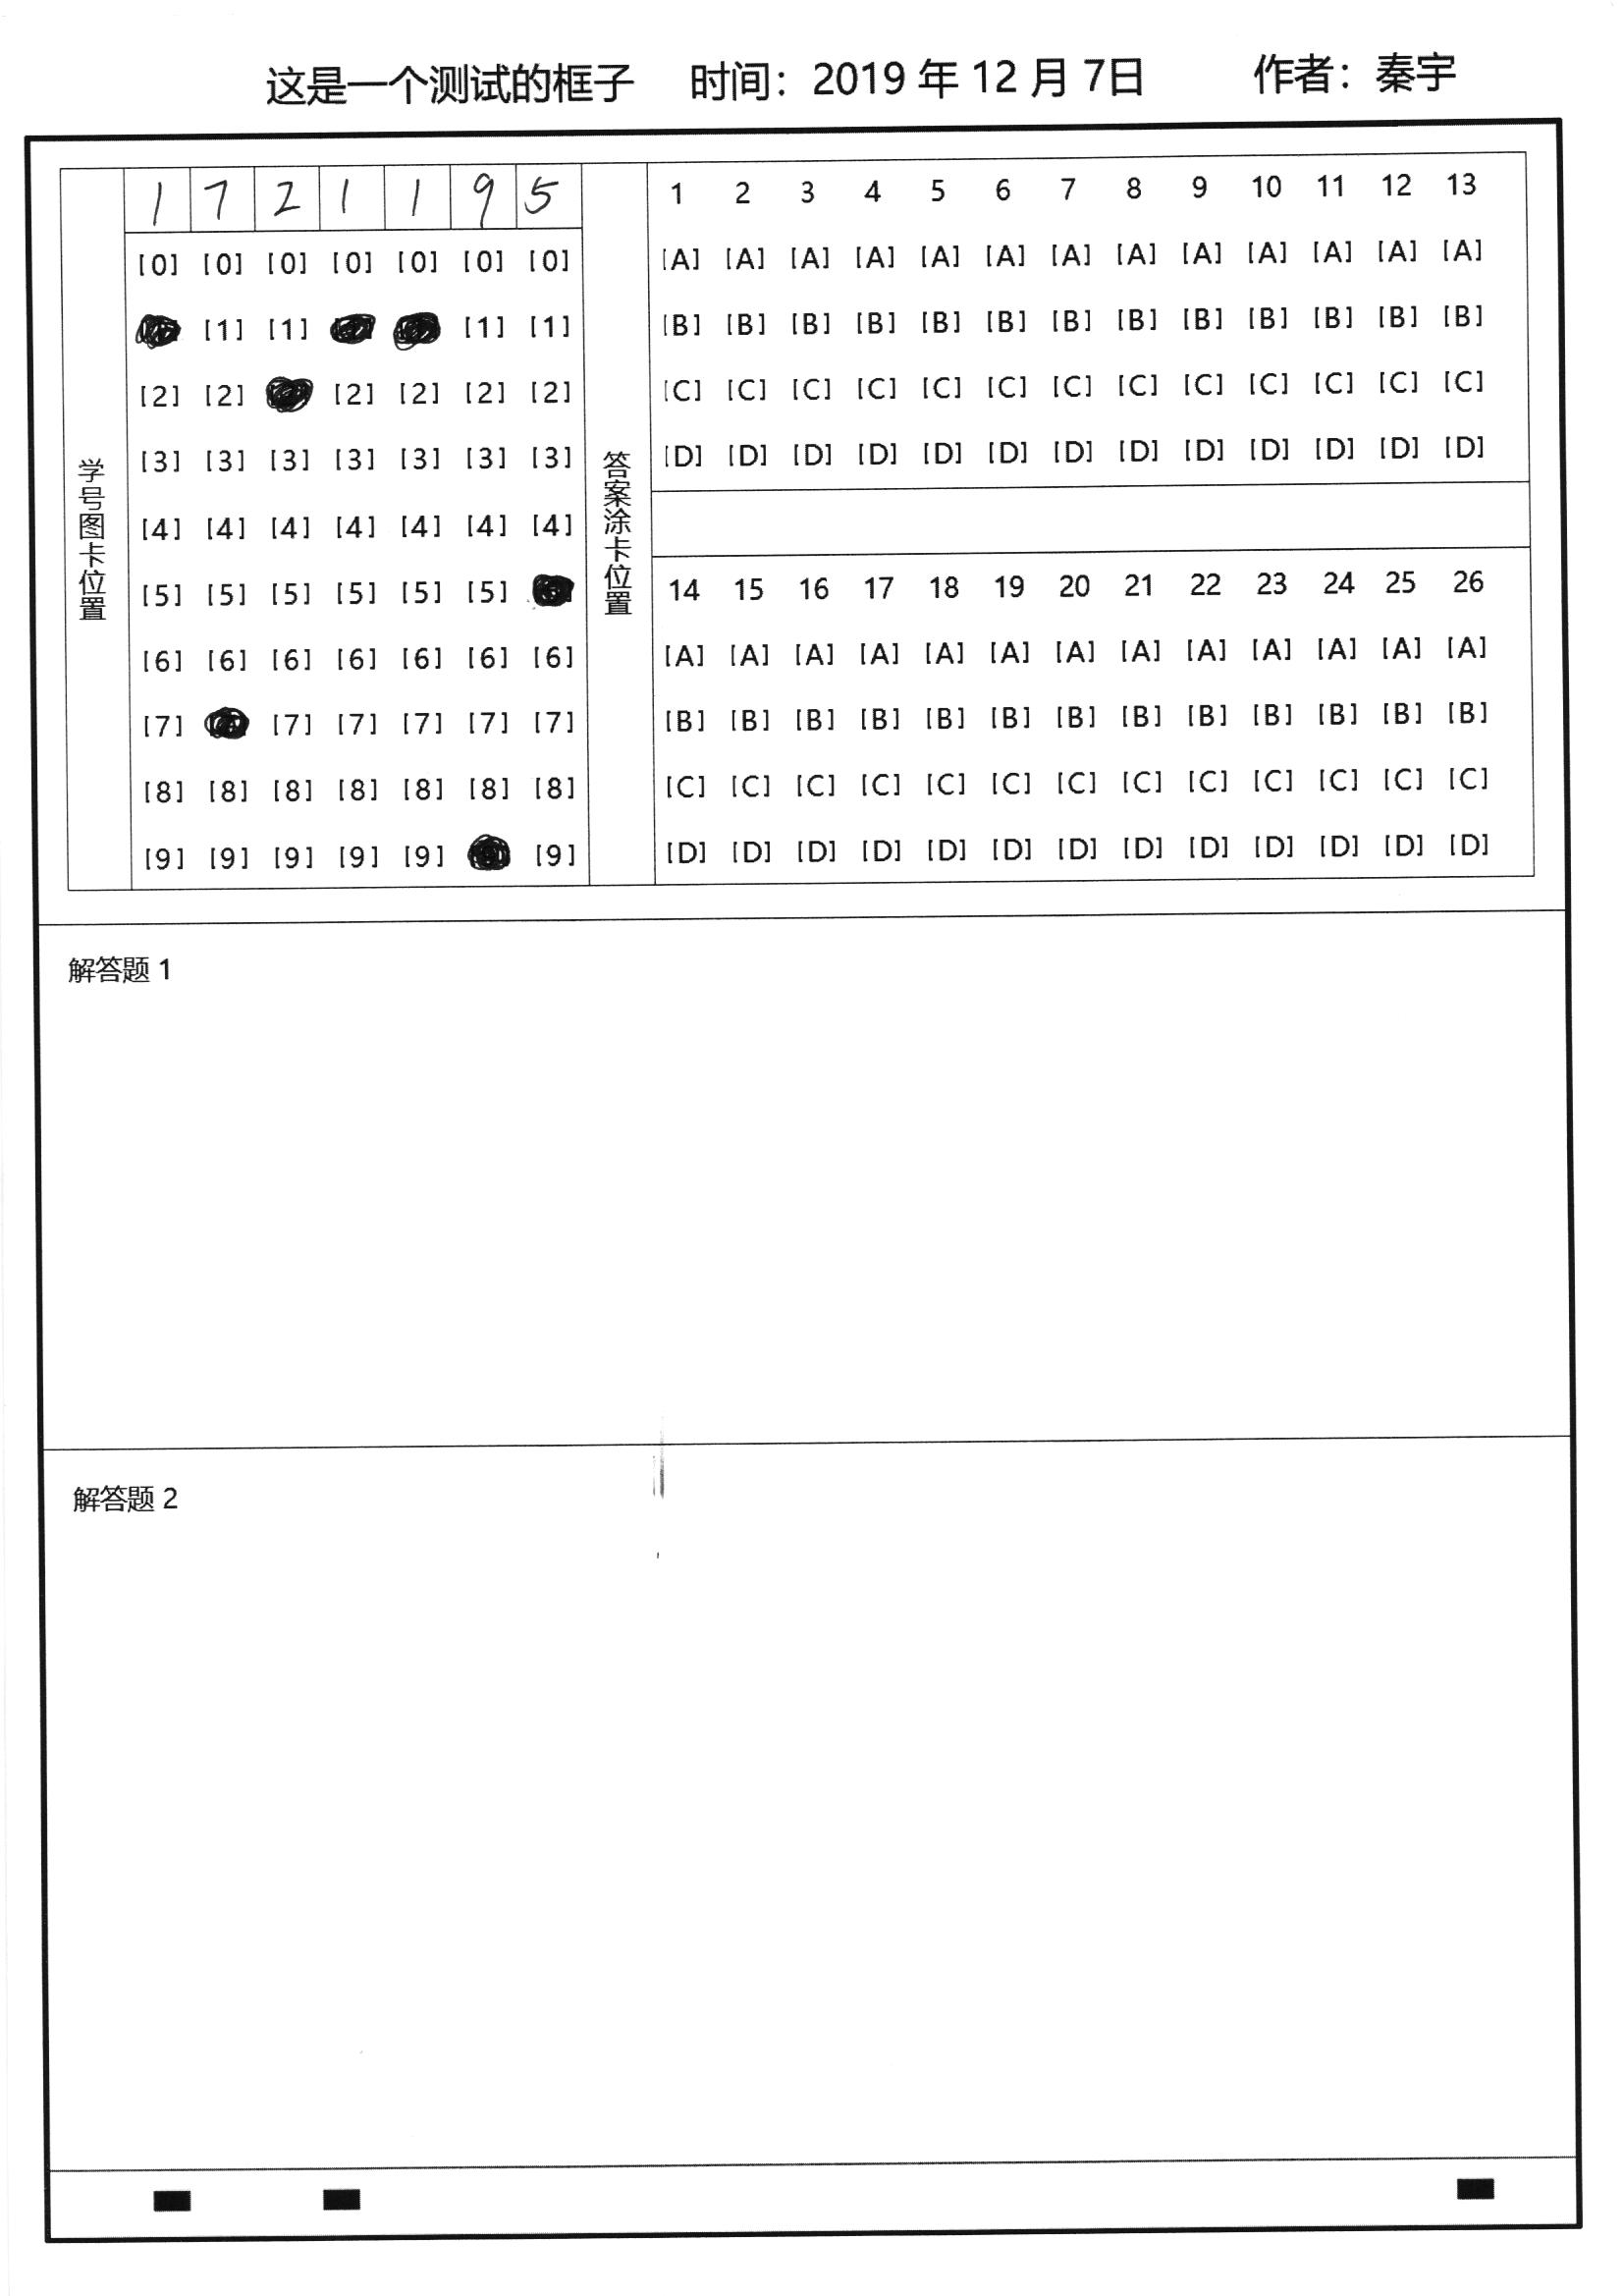 这是一个测试的框子 时间：2019 年 12 月 7日 作者：秦宇
学号图卡位置
1 7 2 1 1 9 5
[0] [0] [0] [0] [0] [0] [0]
[1] [1] [1] [1]
[2] [2] [2] [2] [2] [2]
[3] [3] [3] [3] [3] [3] [3]
[4] [4] [4] [4] [4] [4] [4]
[5] [5] [5] [5] [5] [5]
[6] [6] [6] [6] [6] [6] [6]
[7] [7] [7] [7] [7] [7]
[8] [8] [8] [8] [8] [8] [8]
[9] [9] [9] [9] [9] [9]
答案涂卡位置
1 2 3 4 5 6 7 8 9 10 11 12 13
[A] [A] [A] [A] [A] [A] [A] [A] [A] [A] [A] [A] [A]
[B] [B] [B] [B] [B] [B] [B] [B] [B] [B] [B] [B] [B]
[C] [C] [C] [C] [C] [C] [C] [C] [C] [C] [C] [C] [C]
[D] [D] [D] [D] [D] [D] [D] [D] [D] [D] [D] [D] [D]
14 15 16 17 18 19 20 21 22 23 24 25 26
[A] [A] [A] [A] [A] [A] [A] [A] [A] [A] [A] [A] [A]
[B] [B] [B] [B] [B] [B] [B] [B] [B] [B] [B] [B] [B]
[C] [C] [C] [C] [C] [C] [C] [C] [C] [C] [C] [C] [C]
[D] [D] [D] [D] [D] [D] [D] [D] [D] [D] [D] [D] [D]
解答题 1
解答题 2